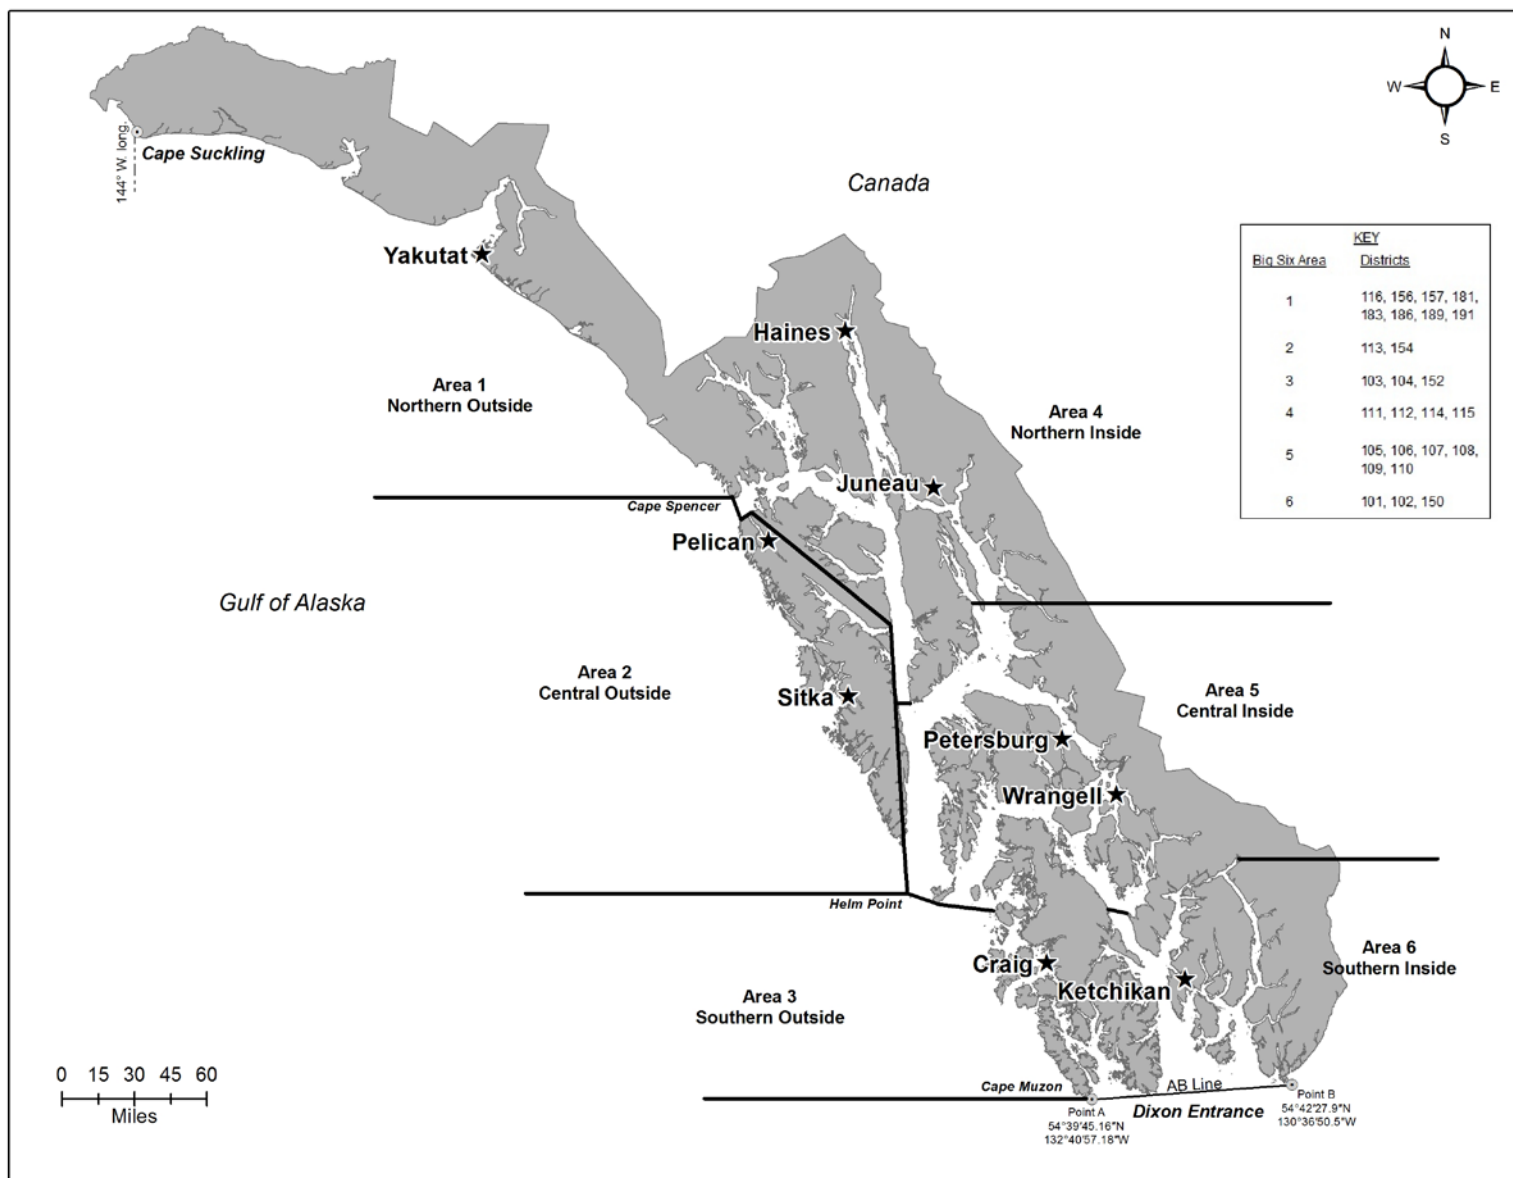 N
W
E
S
144° W. long.
Cape Suckling
Canada
Yakutat
KEY
Big Six Area
Districts
1
116, 156, 157, 181,
183, 186, 189, 191
2
113, 154
3
103, 104, 152
4
111, 112, 114, 115
5
105, 106, 107, 108,
109, 110
6
101, 102, 150
Haines
Area 1
Northern Outside
Area 4
Northern Inside
Juneau
Cape Spencer
Pelican
Gulf of Alaska
Area 2
Central Outside
Sitka
Area 5
Central Inside
Petersburg
Wrangell
Helm Point
Craig
Ketchikan
Area 6
Southern Inside
Area 3
Southern Outside
0 15 30 45 60
Miles
Cape Muzon
AB Line
Dixon Entrance
Point A
54°39'45.16"N
132°40'57.18"W
Point B
54°42'27.9"N
130°36'50.5"W